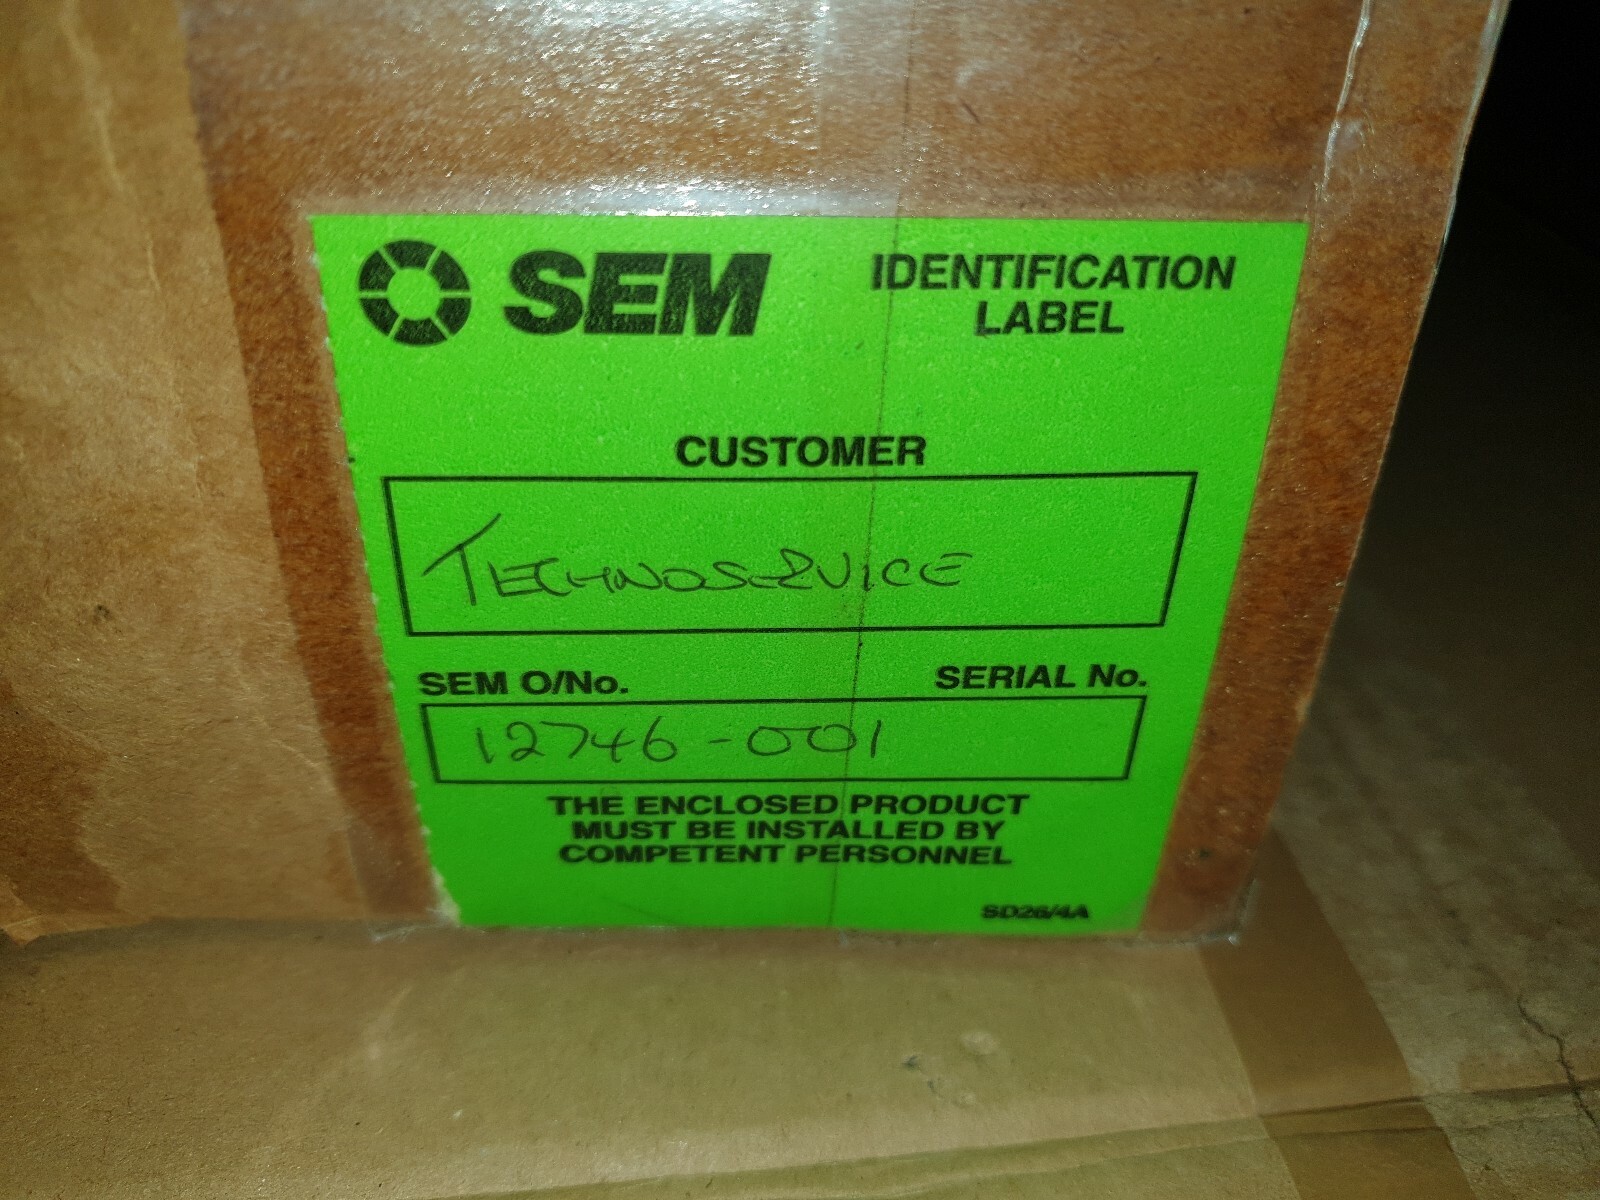 SEM
IDENTIFICATION
LABEL
CUSTOMER
TECHNOSERVICE
SEM O/No. SERIAL No.
12746-001
THE ENCLOSED PRODUCT
MUST BE INSTALLED BY
COMPETENT PERSONNEL
SD26/4A